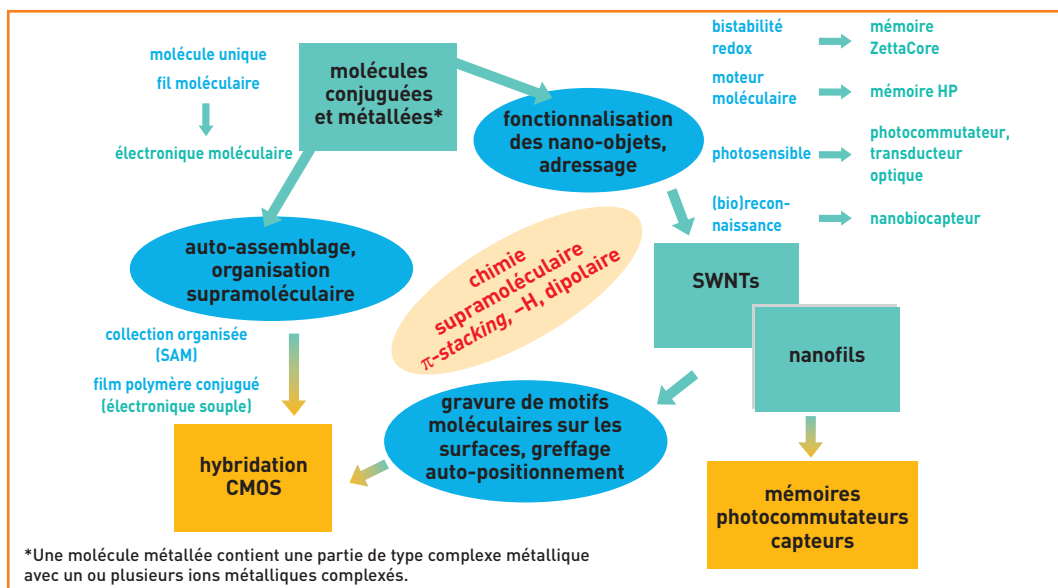 molécule unique
fil moléculaire
électronique moléculaire
molécules
conjuguées
et métallées*
fonctionnalisation
des nano-objets,
adressage
bistabilité
redox
mémoire
ZettaCore
moteur
moléculaire
mémoire HP
photosensible
photocommutateur,
transducteur
optique
(bio)recon-
naissance
nanobiocapteur
auto-assemblage,
organisation
supramoléculaire
chimie
supramoléculaire
π-stacking, –H, dipolaire
SWNTs
nanofils
collection organisée
(SAM)
film polymère conjugué
(électronique souple)
gravure de motifs
moléculaires sur les
surfaces, greffage
auto-positionnement
hybridation
CMOS
mémoires
photocommutateurs
capteurs
*Une molécule métallée contient une partie de type complexe métallique
avec un ou plusieurs ions métalliques complexés.